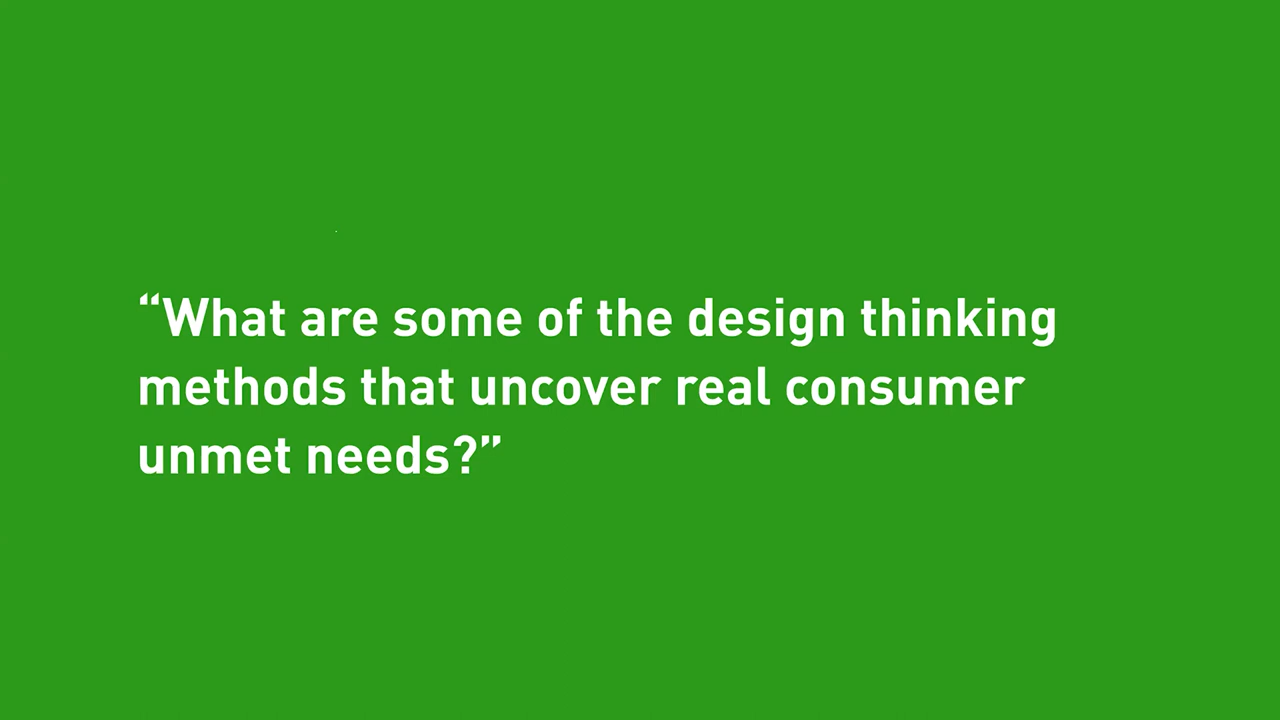 “What are some of the design thinking
methods that uncover real consumer
unmet needs?”